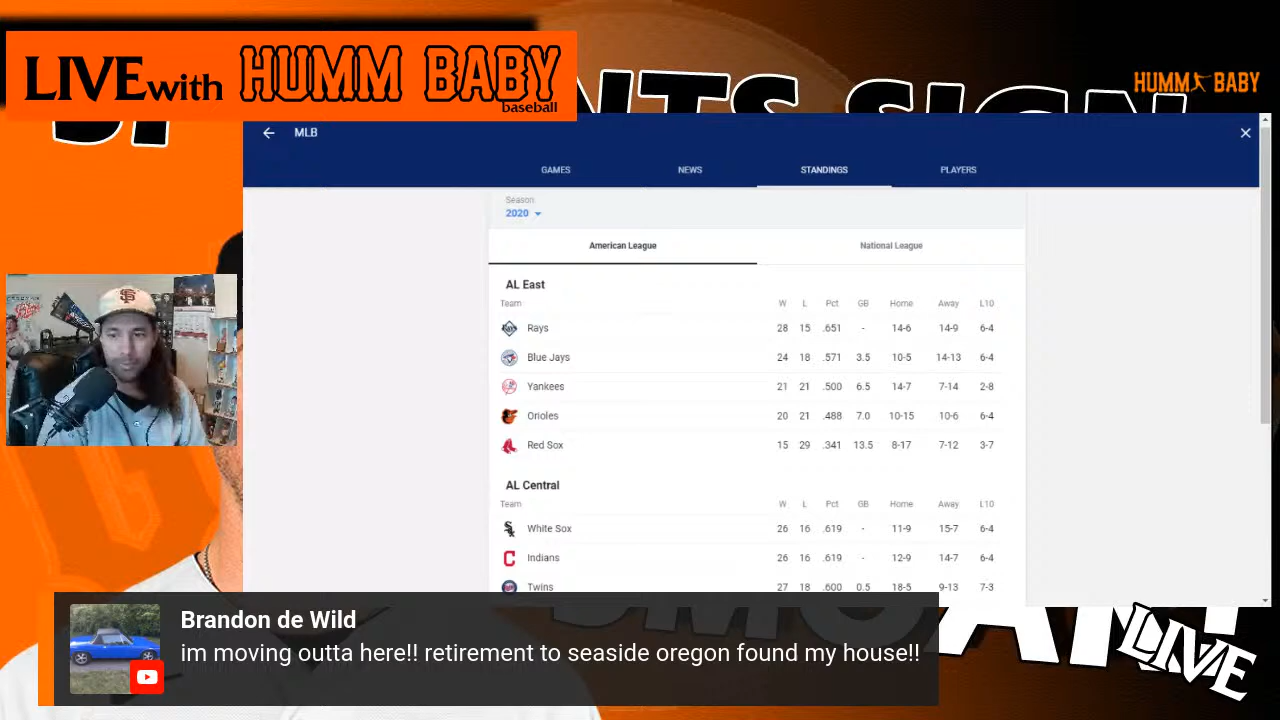 LIVE with HUMM BABY
baseball
HUMM BABY
MLB
GAMES NEWS STANDINGS PLAYERS
Season
2020
American League National League
AL East
Team W L Pct GB Home Away L10
Rays 28 15 .651 - 14-6 14-9 6-4
Blue Jays 24 18 .571 3.5 10-5 14-13 6-4
Yankees 21 21 .500 6.5 14-7 7-14 2-8
Orioles 20 21 .488 7.0 10-15 10-6 6-4
Red Sox 15 29 .341 13.5 8-17 7-12 3-7
AL Central
Team W L Pct GB Home Away L10
White Sox 26 16 .619 - 11-9 15-7 6-4
Indians 26 16 .619 - 12-9 14-7 6-4
Twins 27 18 .600 0.5 18-5 9-13 7-3
Brandon de Wild
im moving outta here!! retirement to seaside oregon found my house!!
LIVE